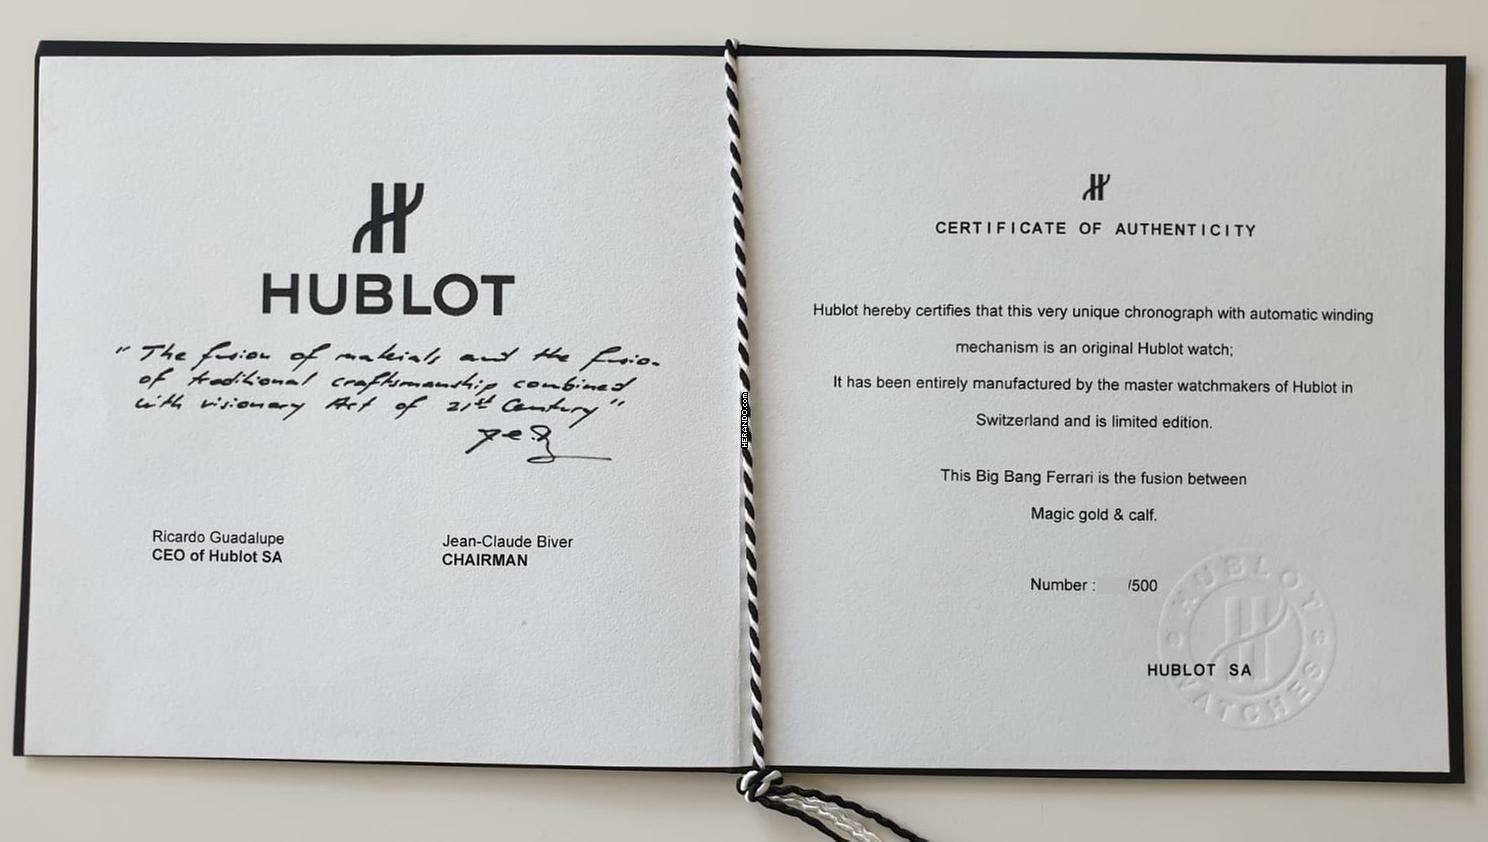 HUBLOT
"The fusion of materials and the fusion
of traditional craftsmanship combined
with visionary Art of 21st Century"
Ricardo Guadalupe
CEO of Hublot SA
Jean-Claude Biver
CHAIRMAN
HERANDO.com
CERTIFICATE OF AUTHENTICITY
Hublot hereby certifies that this very unique chronograph with automatic winding
mechanism is an original Hublot watch;
It has been entirely manufactured by the master watchmakers of Hublot in
Switzerland and is limited edition.
This Big Bang Ferrari is the fusion between
Magic gold & calf.
Number : /500
HUBLOT SA
HUBLOT WATCHES